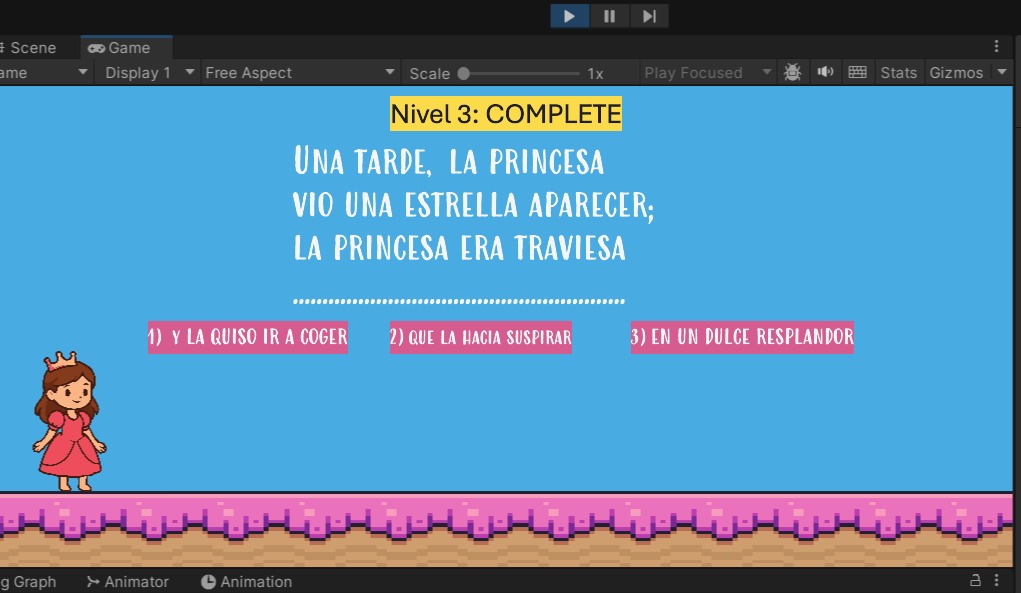 Scene Game
Display 1 Free Aspect Scale 1x Play Focused Stats Gizmos
Nivel 3: COMPLETE
UNA TARDE, LA PRINCESA
VIO UNA ESTRELLA APARECER;
LA PRINCESA ERA TRAVIESA
........................................................
1) Y LA QUISO IR A COGER 2) QUE LA HACIA SUSPIRAR 3) EN UN DULCE RESPLANDOR
g Graph Animator Animation